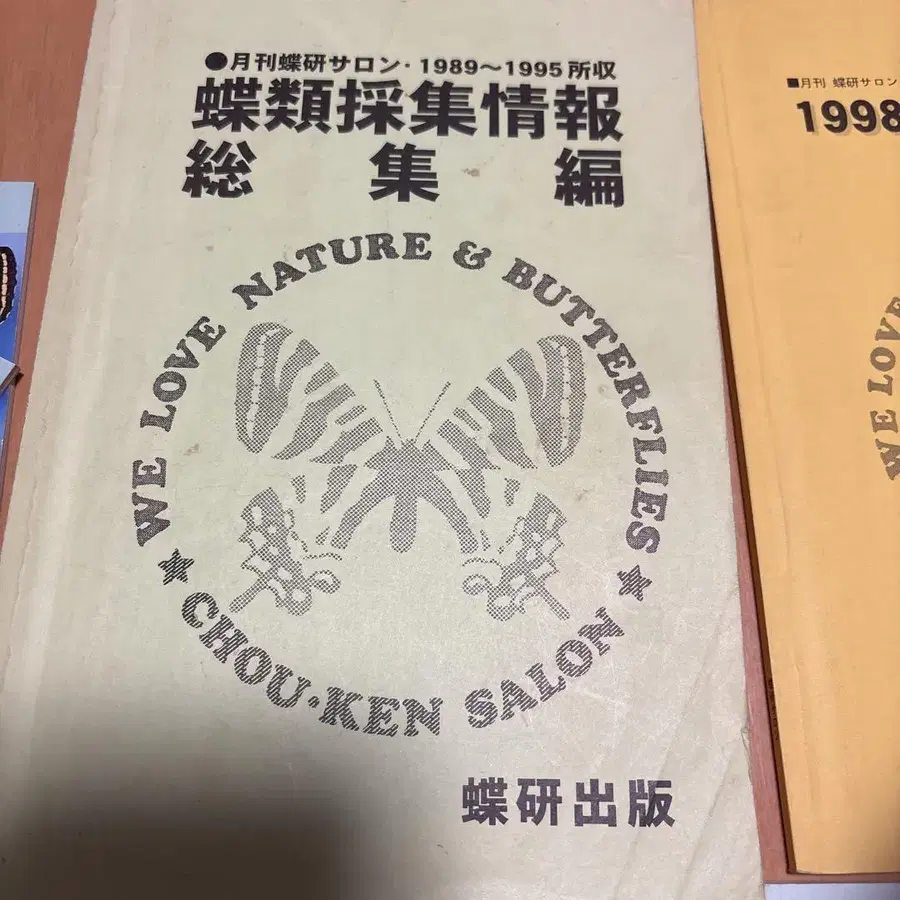 ●月刊蝶研サロン・1989〜1995所収
蝶類採集情報
総集編
WE LOVE NATURE & BUTTERFLIES
★ CHOU・KEN SALON ★
蝶研出版
■月刊 蝶研サロン
1998
WE LOVE